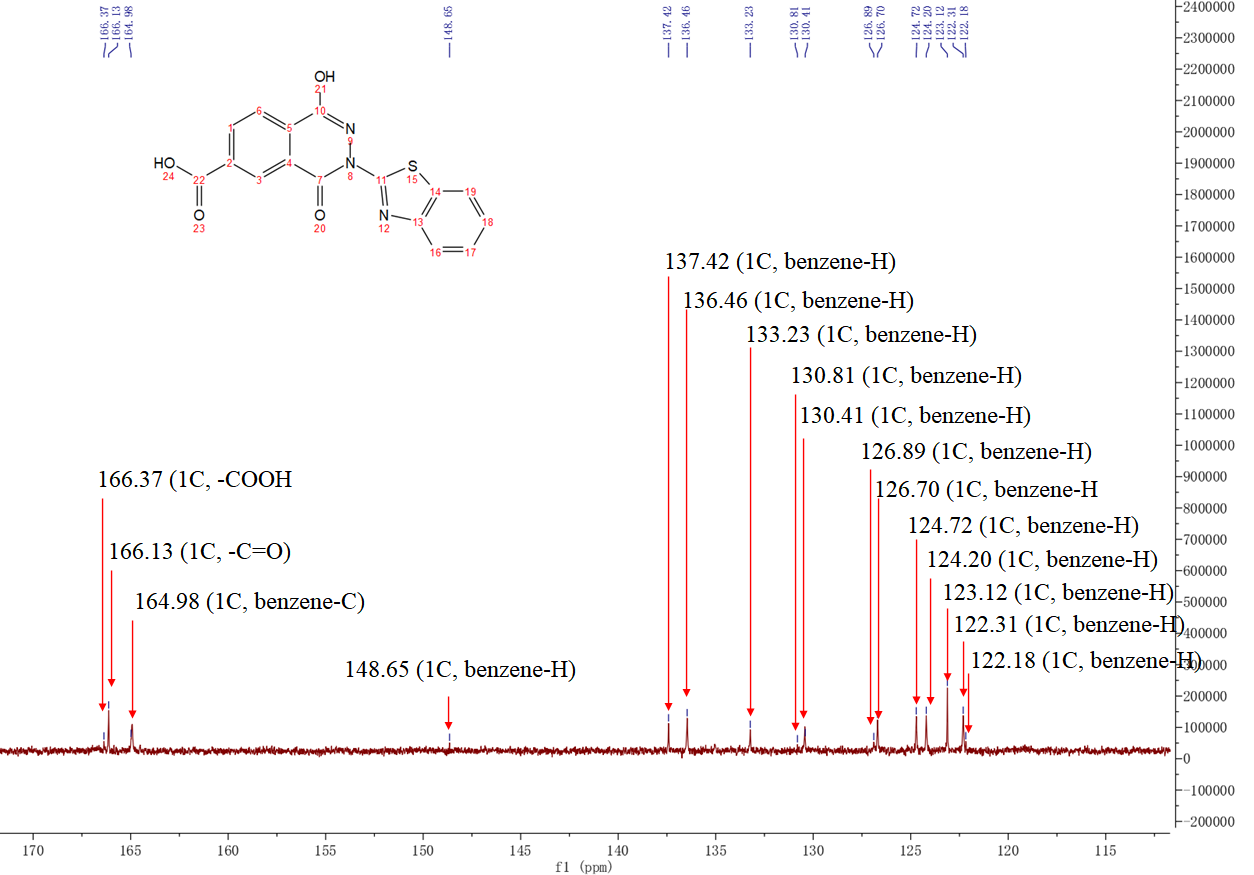 166.37
166.13
164.98
148.65
137.42
136.46
133.23
130.81
130.41
126.89
126.70
124.72
124.20
123.12
122.31
122.18
2400000
2300000
2200000
2100000
2000000
1900000
1800000
1700000
1600000
1500000
1400000
1300000
1200000
1100000
1000000
900000
800000
700000
600000
500000
400000
300000
200000
100000
0
-100000
-200000
OH
21
10
6
5
N
9
1
2
3
4
7
N
8
HO
24
22
O
23
O
20
11
S
15
14
N
12
13
19
18
17
16
137.42 (1C, benzene-H)
136.46 (1C, benzene-H)
133.23 (1C, benzene-H)
130.81 (1C, benzene-H)
130.41 (1C, benzene-H)
126.89 (1C, benzene-H)
126.70 (1C, benzene-H
124.72 (1C, benzene-H)
124.20 (1C, benzene-H)
123.12 (1C, benzene-H)
122.31 (1C, benzene-H)
122.18 (1C, benzene-H)
166.37 (1C, -COOH
166.13 (1C, -C=O)
164.98 (1C, benzene-C)
148.65 (1C, benzene-H)
170 165 160 155 150 145 140 135 130 125 120 115
f1 (ppm)